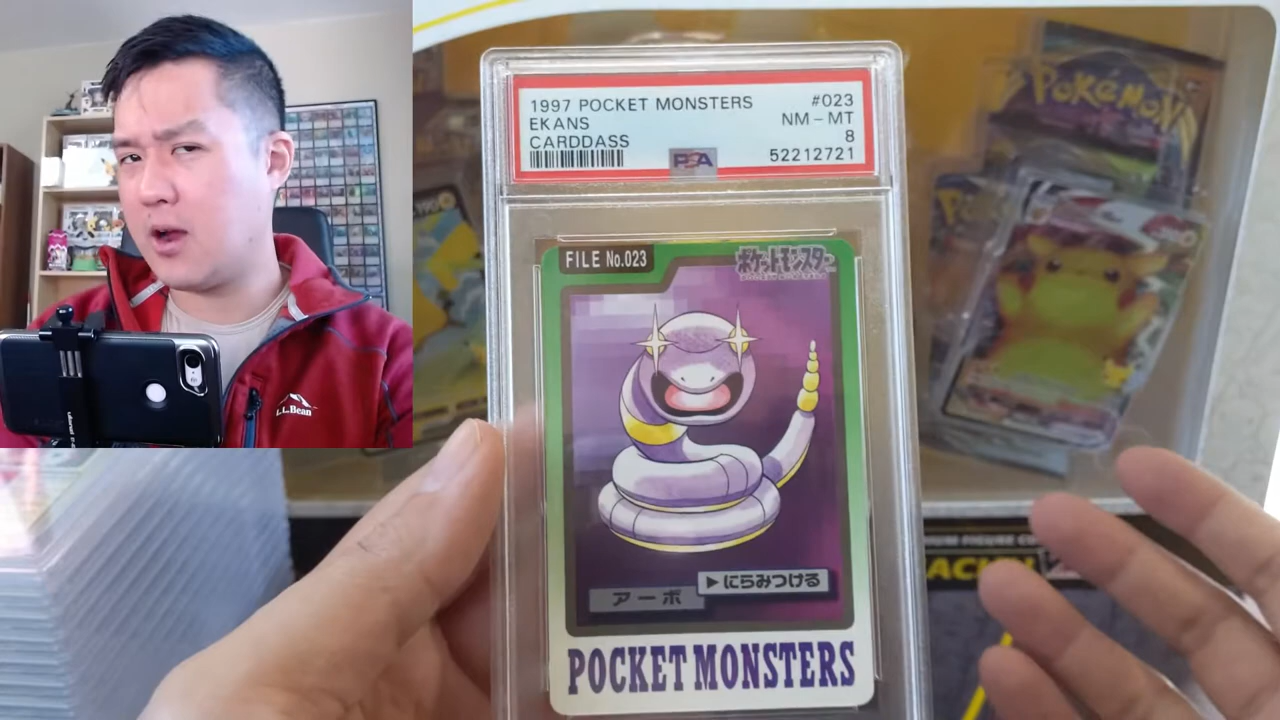 1997 POCKET MONSTERS #023
EKANS NM-MT
CARDDASS 8
PSA 52212721
FILE No.023
ポケットモンスター
▶にらみつける
アーボ
POCKET MONSTERS
POKéMON
L.L.Bean